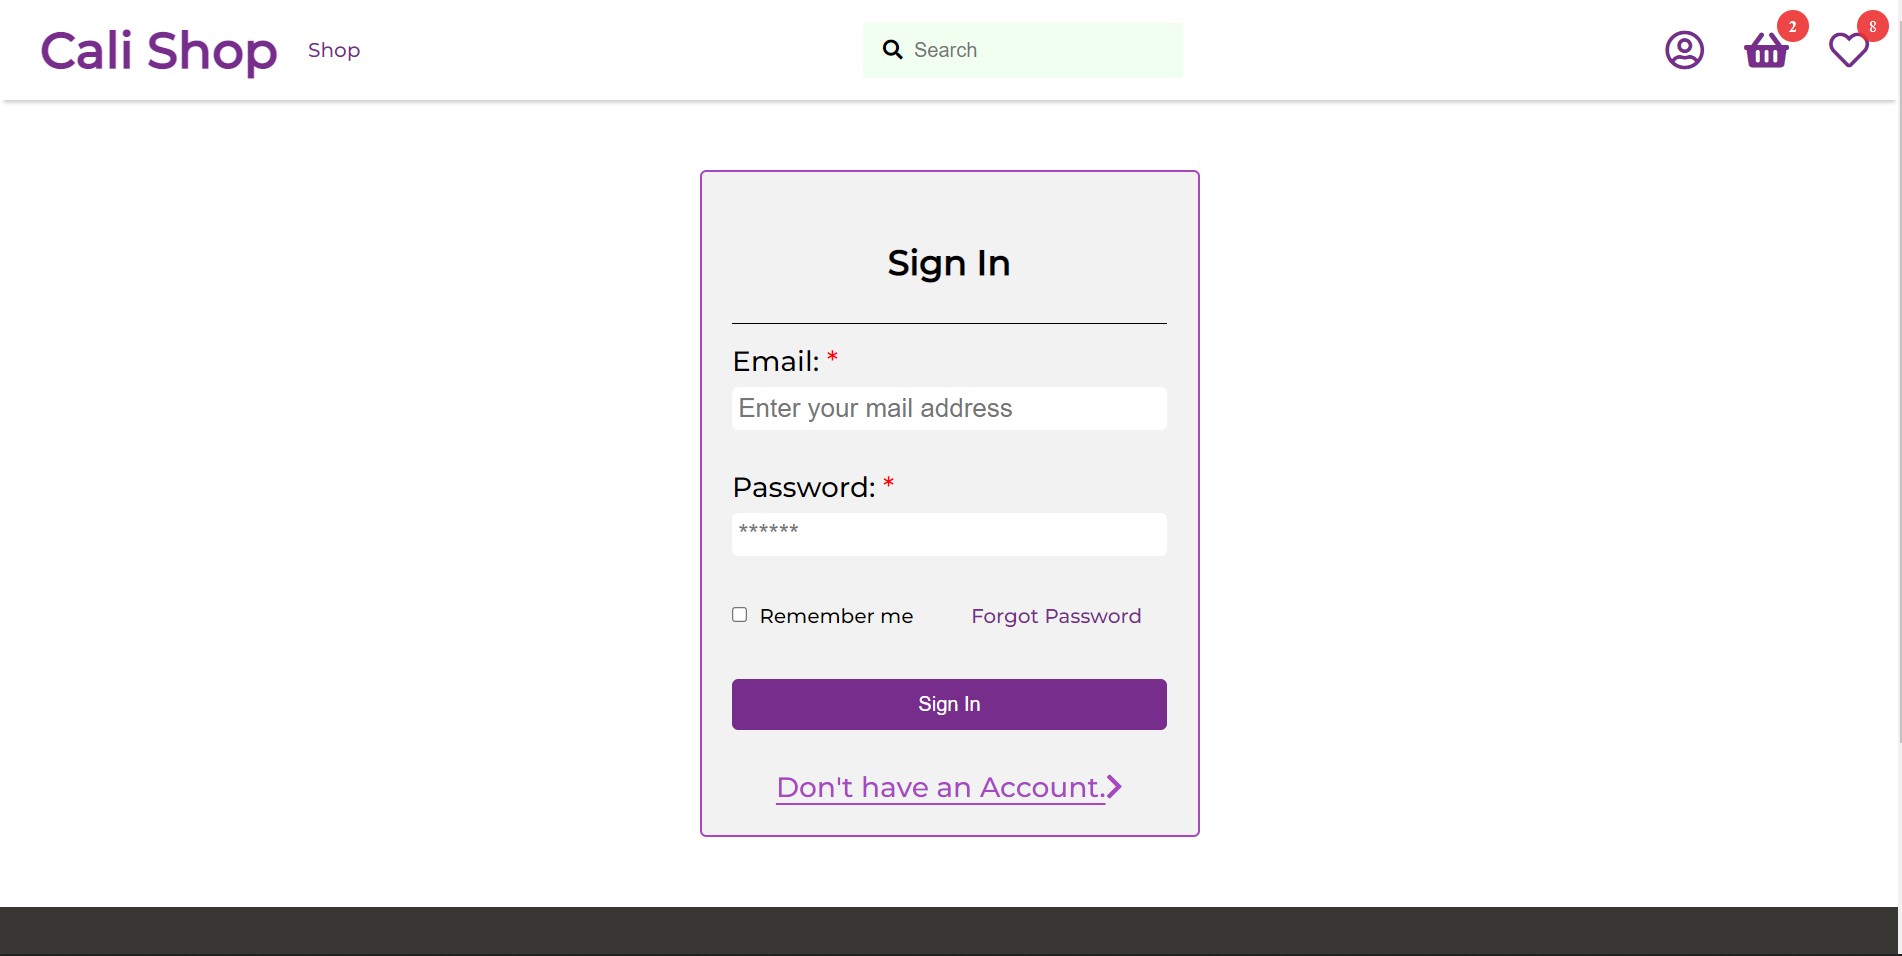 Cali Shop Shop Search 2 8
Sign In
Email: *
Enter your mail address
Password: *
******
Remember me Forgot Password
Sign In
Don't have an Account.